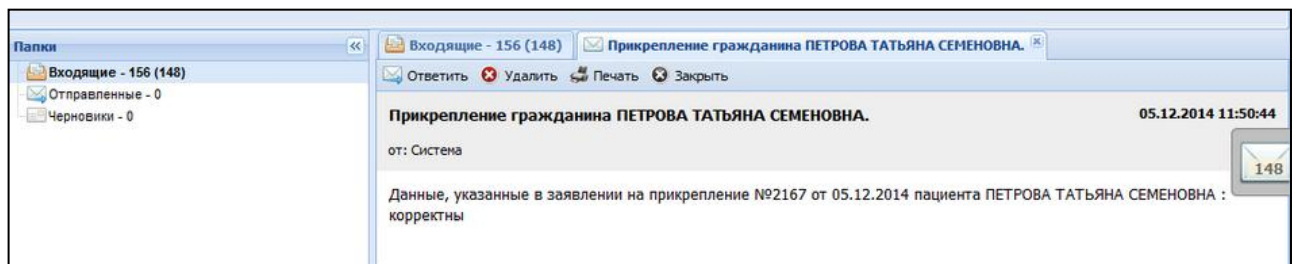 Папки
Входящие - 156 (148)
Отправленные - 0
Черновики - 0
Входящие - 156 (148) Прикрепление гражданина ПЕТРОВА ТАТЬЯНА СЕМЕНОВНА.
Ответить Удалить Печать Закрыть
Прикрепление гражданина ПЕТРОВА ТАТЬЯНА СЕМЕНОВНА. 05.12.2014 11:50:44
от: Система
148
Данные, указанные в заявлении на прикрепление №2167 от 05.12.2014 пациента ПЕТРОВА ТАТЬЯНА СЕМЕНОВНА :
корректны